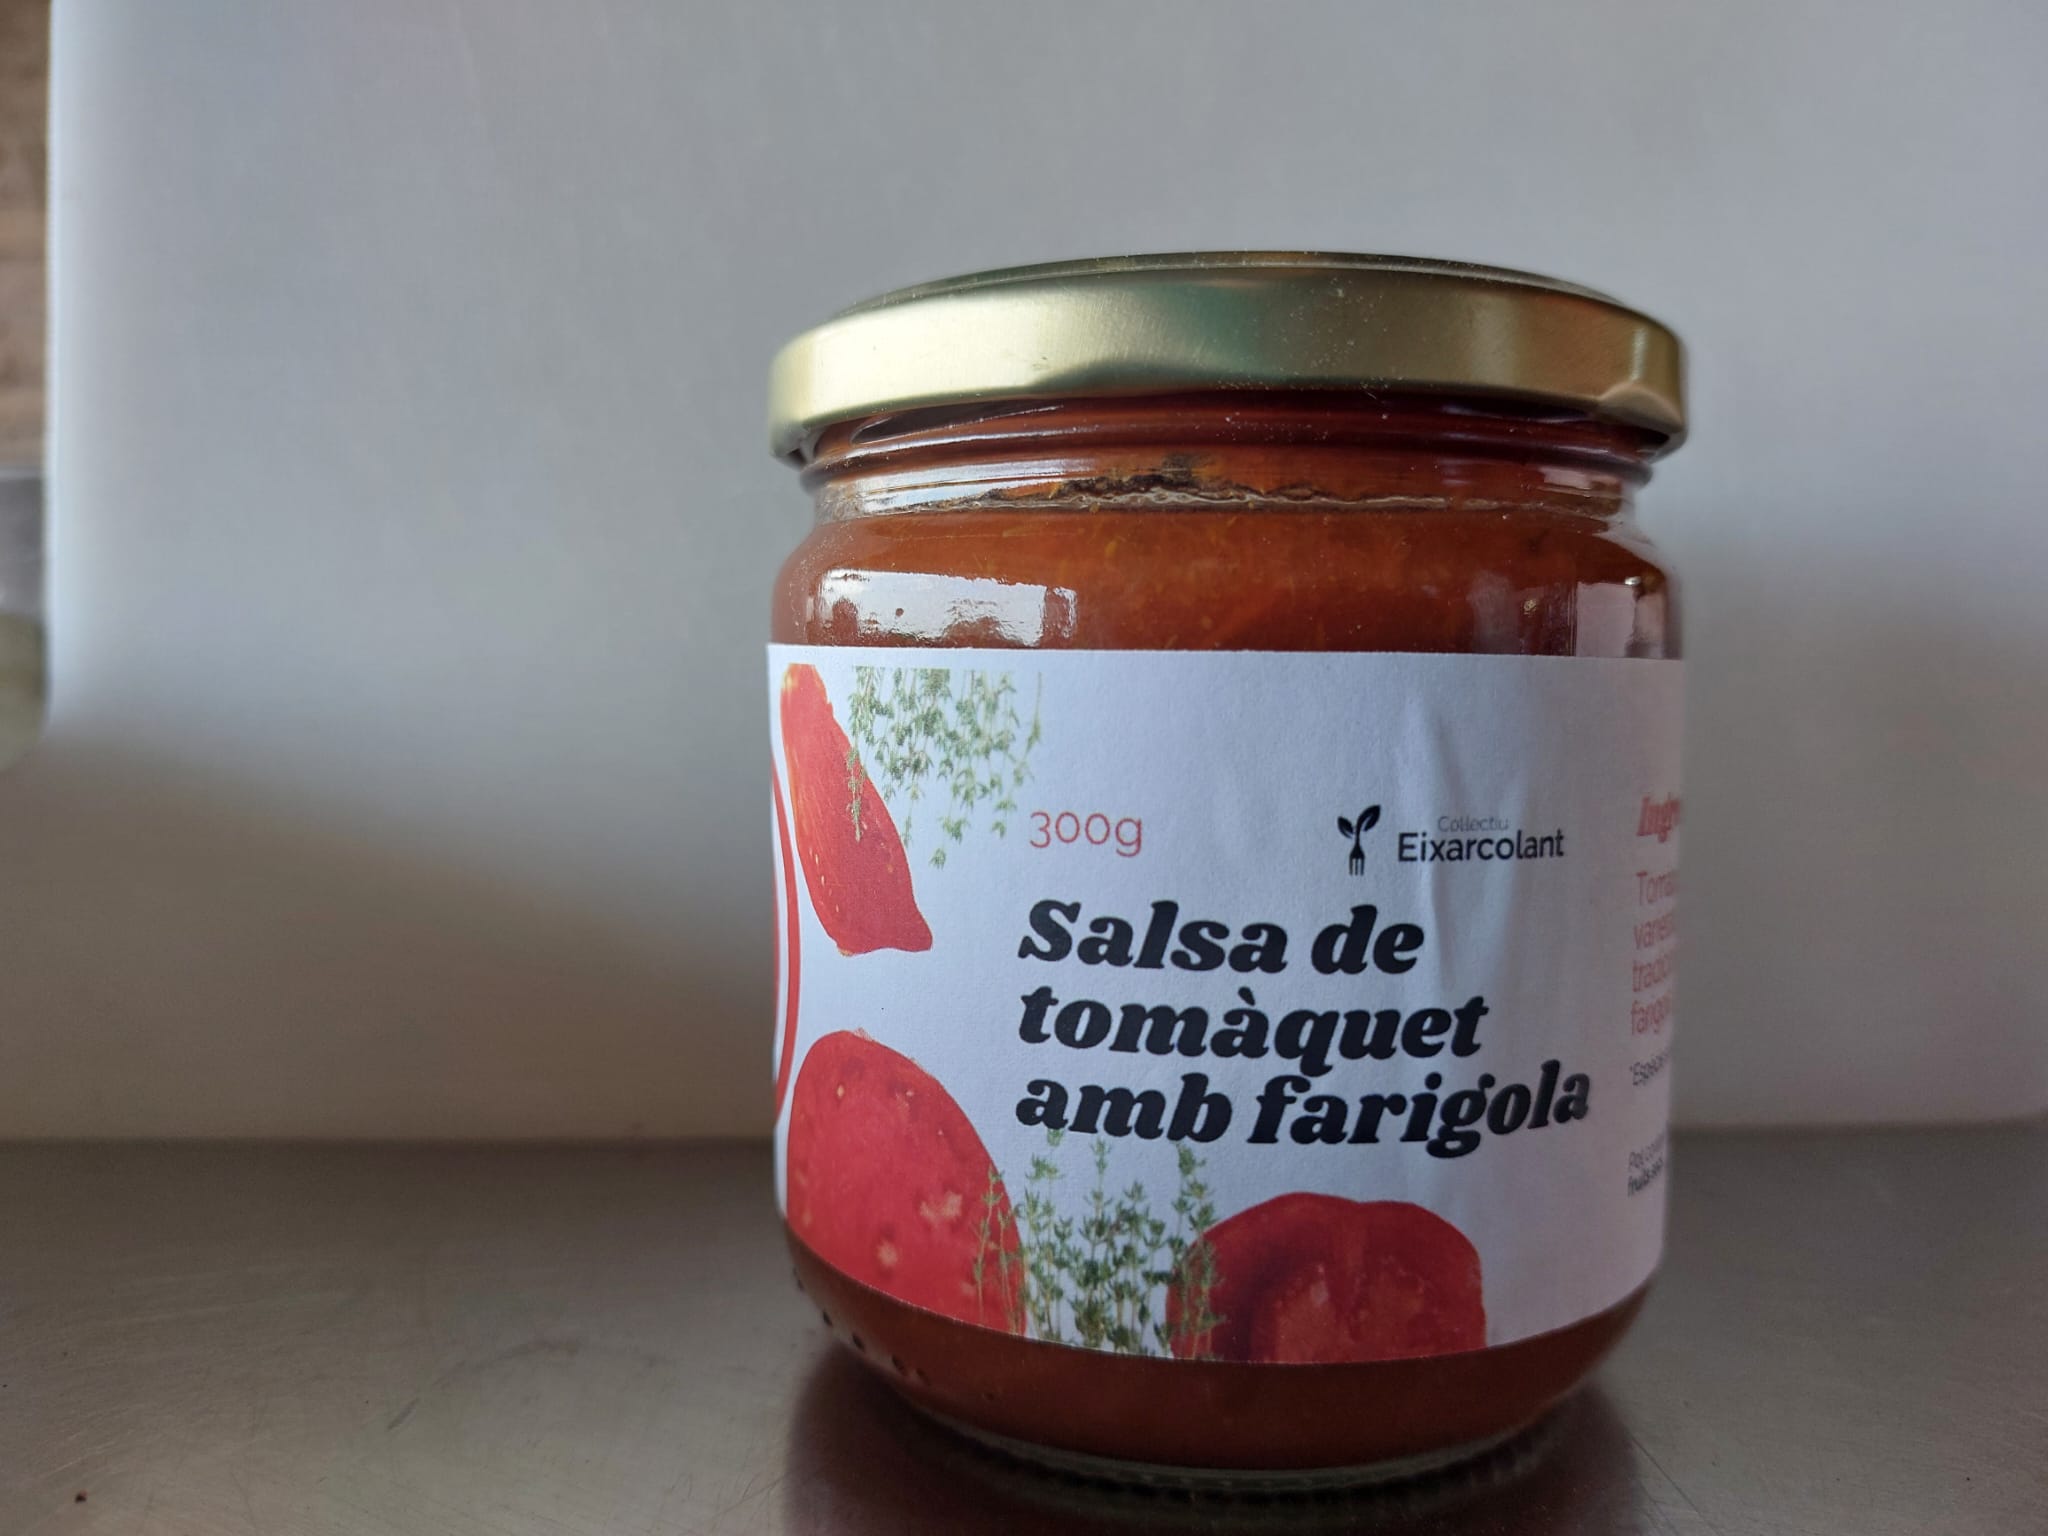 300g
Col·lectiu
Eixarcolant
Salsa de
tomàquet
amb farigola